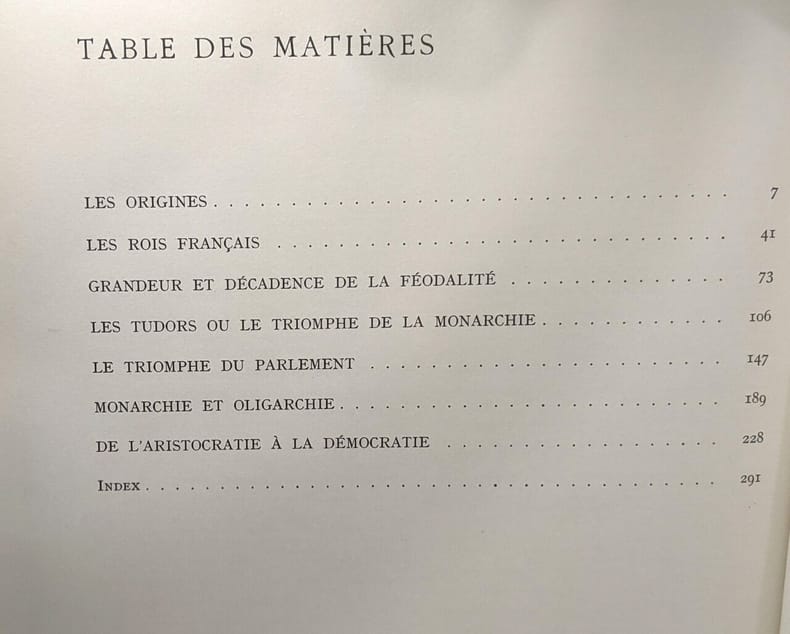 TABLE DES MATIÈRES
LES ORIGINES . . . . . . . . . . . . . . . . . . . . . . . . . . . . . . . . . . 7
LES ROIS FRANÇAIS . . . . . . . . . . . . . . . . . . . . . . . . . . . . . . 41
GRANDEUR ET DÉCADENCE DE LA FÉODALITÉ . . . . . . . . . . . . . . 73
LES TUDORS OU LE TRIOMPHE DE LA MONARCHIE . . . . . . . . . . . . 106
LE TRIOMPHE DU PARLEMENT . . . . . . . . . . . . . . . . . . . . . . . 147
MONARCHIE ET OLIGARCHIE . . . . . . . . . . . . . . . . . . . . . . . . 189
DE L'ARISTOCRATIE À LA DÉMOCRATIE . . . . . . . . . . . . . . . . . . 228
INDEX . . . . . . . . . . . . . . . . . . . . . . . . . . . . . . . . . . . 291